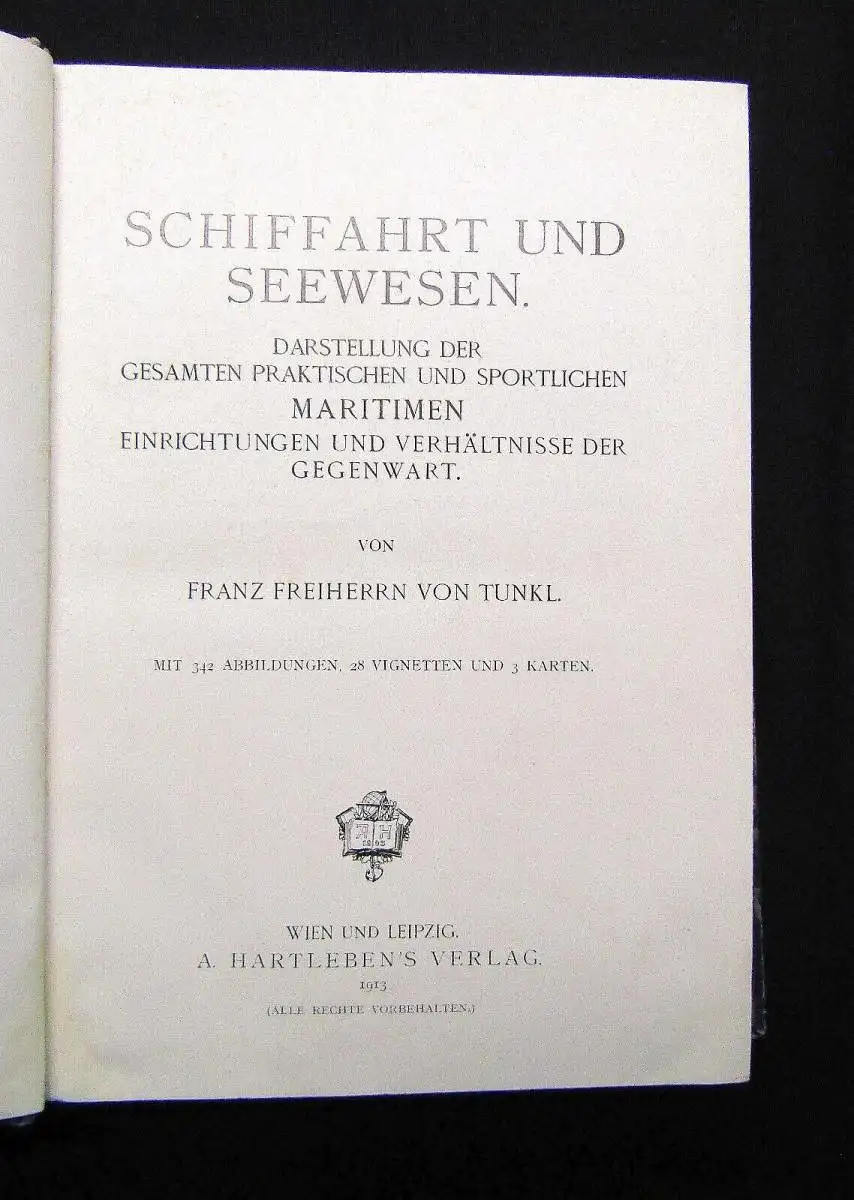 SCHIFFAHRT UND
SEEWESEN.
DARSTELLUNG DER
GESAMTEN PRAKTISCHEN UND SPORTLICHEN
MARITIMEN
EINRICHTUNGEN UND VERHÄLTNISSE DER
GEGENWART.
VON
FRANZ FREIHERRN VON TUNKL.
MIT 342 ABBILDUNGEN, 28 VIGNETTEN UND 3 KARTEN.
A H
WIEN UND LEIPZIG.
A. HARTLEBEN'S VERLAG.
1913
(ALLE RECHTE VORBEHALTEN.)